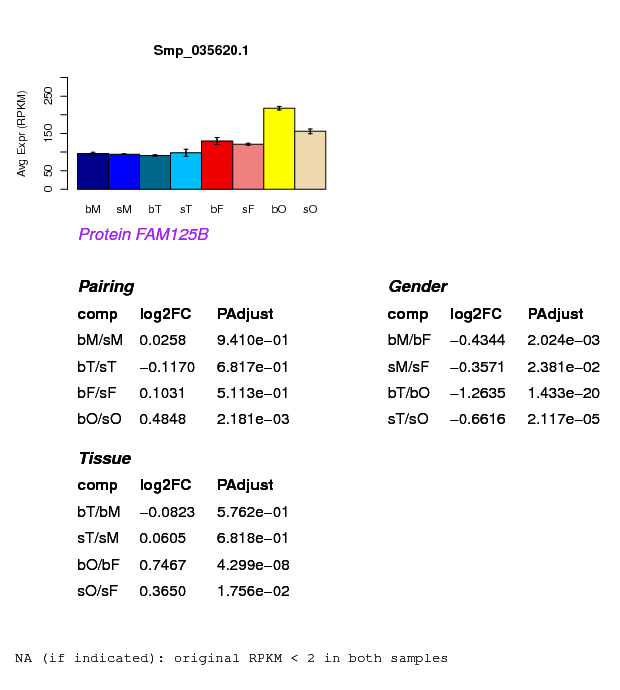 Smp_035620.1
Avg Expr (RPKM)
0 50 150 250
bM sM bT sT bF sF bO sO
Protein FAM125B
Pairing
comp log2FC PAdjust
bM/sM 0.0258 9.410e−01
bT/sT −0.1170 6.817e−01
bF/sF 0.1031 5.113e−01
bO/sO 0.4848 2.181e−03
Gender
comp log2FC PAdjust
bM/bF −0.4344 2.024e−03
sM/sF −0.3571 2.381e−02
bT/bO −1.2635 1.433e−20
sT/sO −0.6616 2.117e−05
Tissue
comp log2FC PAdjust
bT/bM −0.0823 5.762e−01
sT/sM 0.0605 6.818e−01
bO/bF 0.7467 4.299e−08
sO/sF 0.3650 1.756e−02
NA (if indicated): original RPKM < 2 in both samples